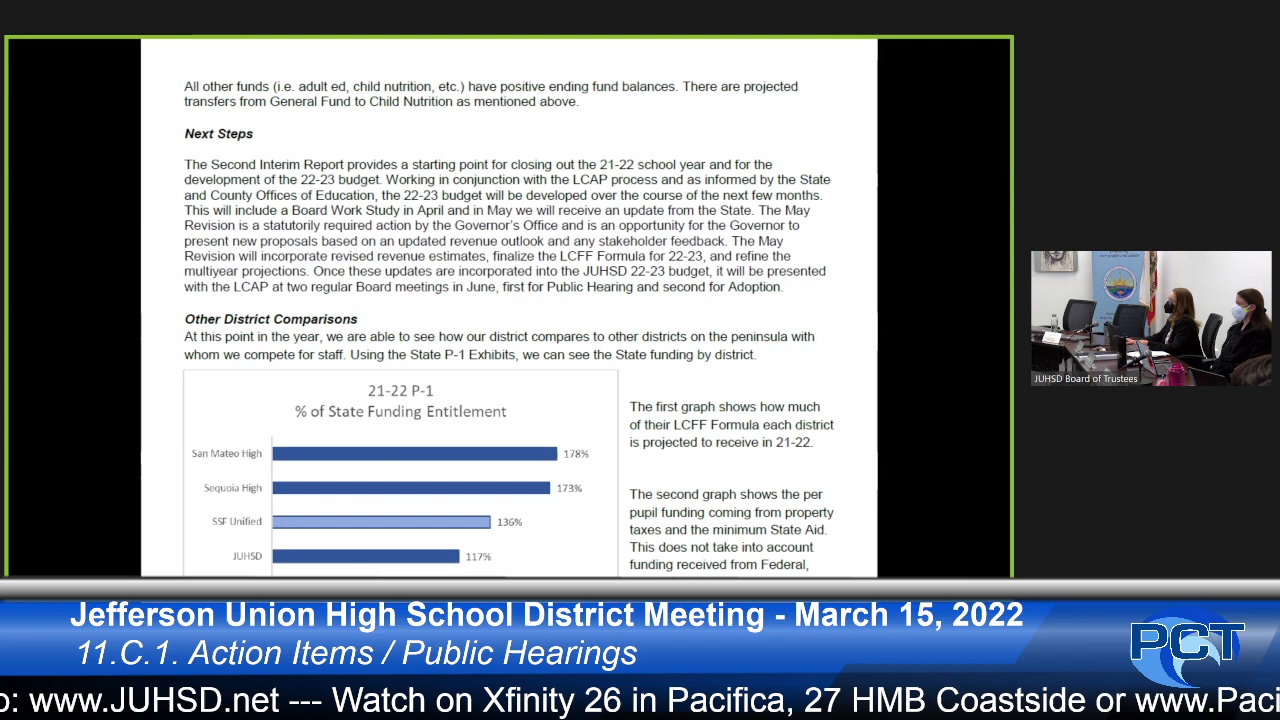 All other funds (i.e. adult ed, child nutrition, etc.) have positive ending fund balances. There are projected
transfers from General Fund to Child Nutrition as mentioned above.
Next Steps
The Second Interim Report provides a starting point for closing out the 21-22 school year and for the
development of the 22-23 budget. Working in conjunction with the LCAP process and as informed by the State
and County Offices of Education, the 22-23 budget will be developed over the course of the next few months.
This will include a Board Work Study in April and in May we will receive an update from the State. The May
Revision is a statutorily required action by the Governor's Office and is an opportunity for the Governor to
present new proposals based on an updated revenue outlook and any stakeholder feedback. The May
Revision will incorporate revised revenue estimates, finalize the LCFF Formula for 22-23, and refine the
multiyear projections. Once these updates are incorporated into the JUHSD 22-23 budget, it will be presented
with the LCAP at two regular Board meetings in June, first for Public Hearing and second for Adoption.
Other District Comparisons
At this point in the year, we are able to see how our district compares to other districts on the peninsula with
whom we compete for staff. Using the State P-1 Exhibits, we can see the State funding by district.
21-22 P-1
% of State Funding Entitlement
San Mateo High 178%
Sequoia High 173%
SSF Unified 136%
JUHSD 117%
The first graph shows how much
of their LCFF Formula each district
is projected to receive in 21-22.
The second graph shows the per
pupil funding coming from property
taxes and the minimum State Aid.
This does not take into account
funding received from Federal,
JUHSD Board of Trustees
Jefferson Union High School District Meeting - March 15, 2022
11.C.1. Action Items / Public Hearings
PCT
o: www.JUHSD.net --- Watch on Xfinity 26 in Pacifica, 27 HMB Coastside or www.Paci